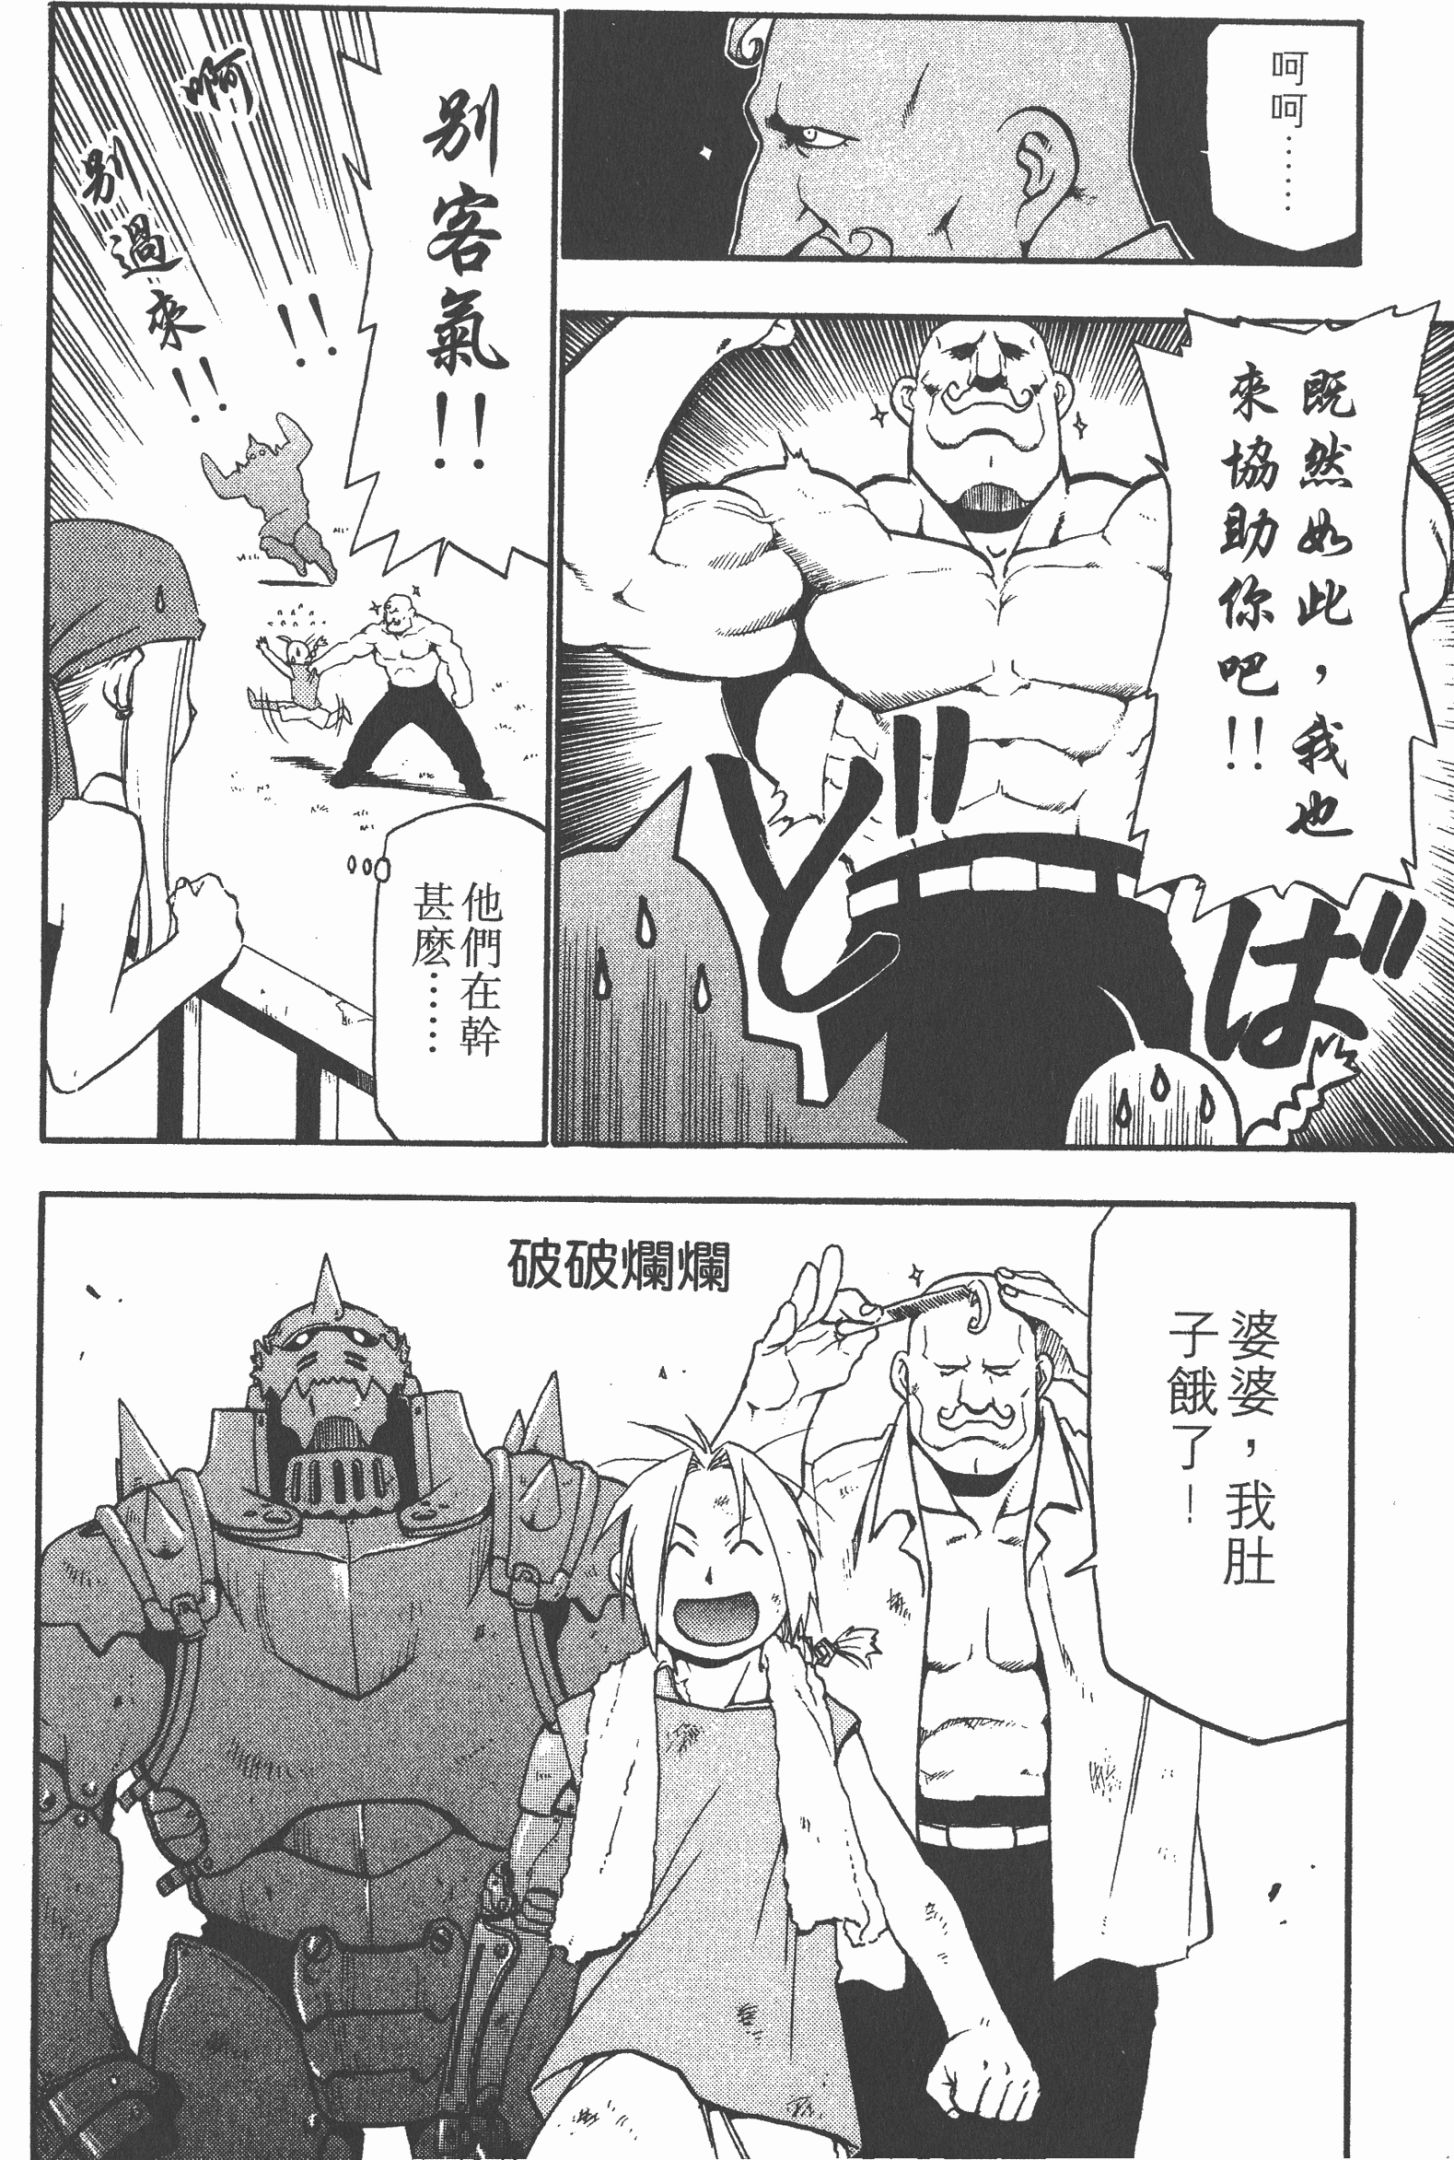 呵呵……
既然如此，我也
來協助你吧!!
ばど
別客氣!!
啊
!!
別過來!!
他們在幹
甚麼……
婆婆，我肚
子餓了！
破破爛爛